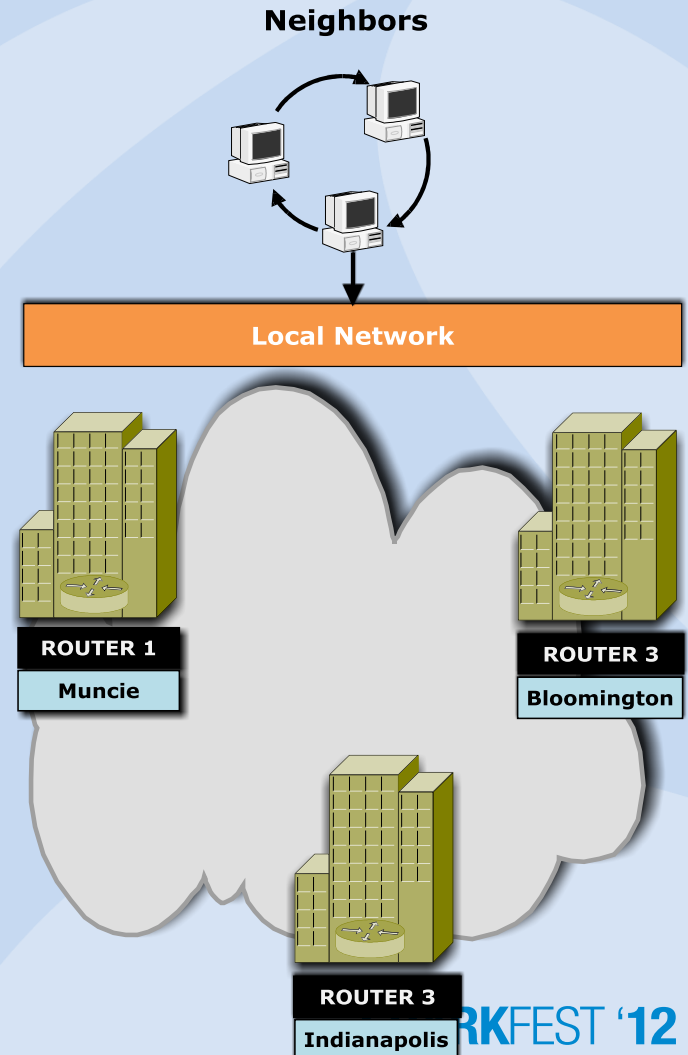 Neighbors
Local Network
ROUTER 1
Muncie
ROUTER 3
Bloomington
ROUTER 3
Indianapolis
RKFEST ‘12